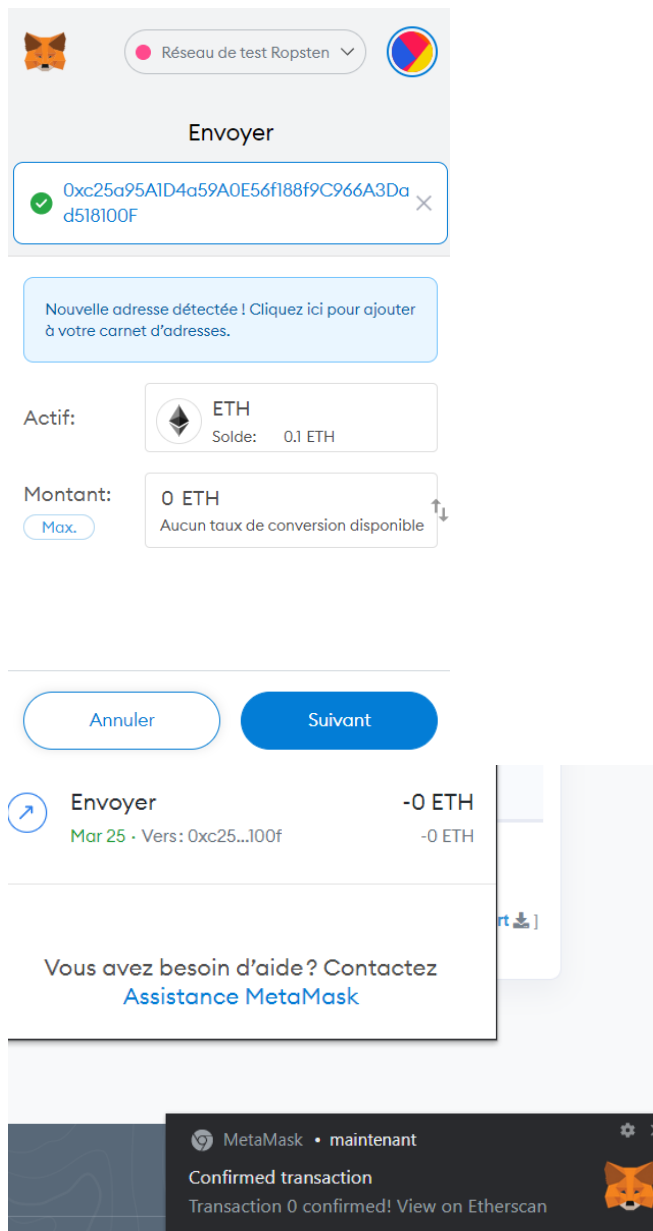 Réseau de test Ropsten
Envoyer
0xc25a95A1D4a59A0E56f188f9C966A3Da
d518100F
Nouvelle adresse détectée ! Cliquez ici pour ajouter
à votre carnet d'adresses.
Actif:
ETH
Solde: 0.1 ETH
Montant:
Max.
0 ETH
Aucun taux de conversion disponible
Annuler
Suivant
Envoyer
-0 ETH
Mar 25 · Vers: 0xc25...100f
-0 ETH
rt ]
Vous avez besoin d'aide ? Contactez
Assistance MetaMask
MetaMask • maintenant
Confirmed transaction
Transaction 0 confirmed! View on Etherscan